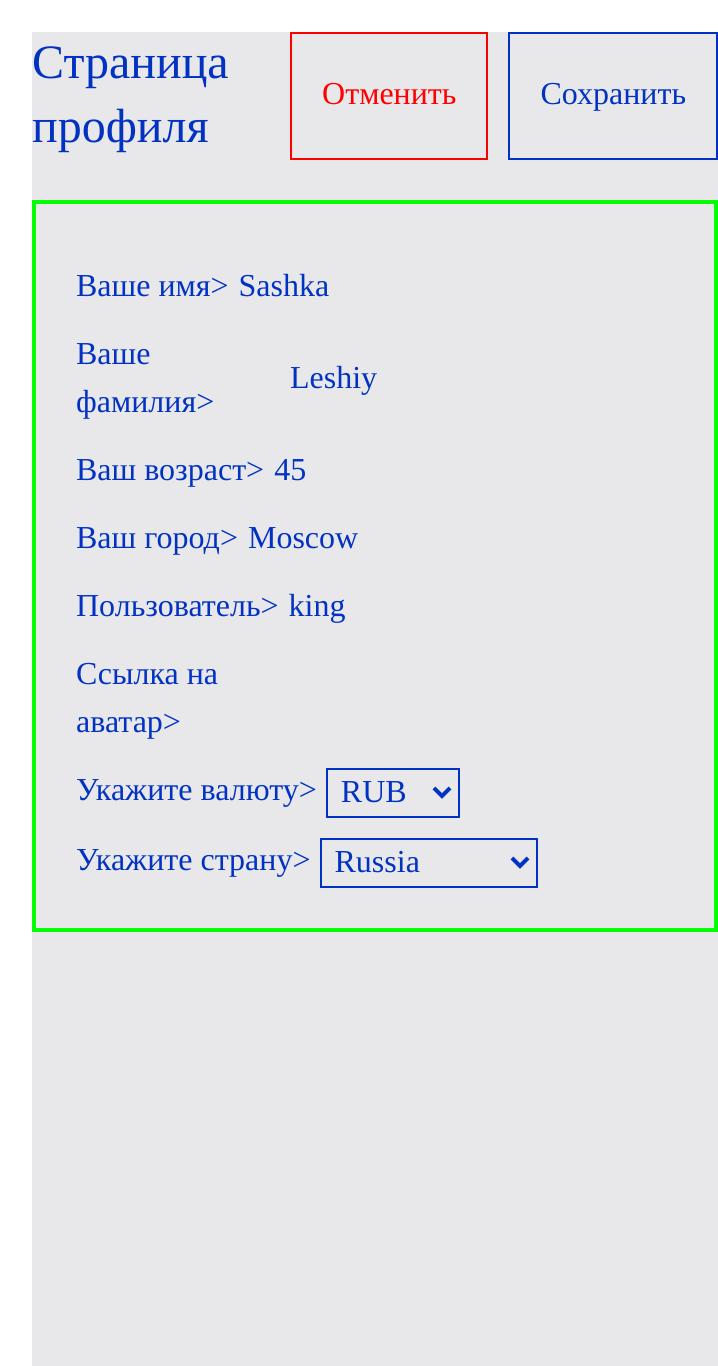 Страница
профиля
Отменить
Сохранить
Ваше имя> Sashka
Ваше
фамилия>
Leshiy
Ваш возраст> 45
Ваш город> Moscow
Пользователь> king
Ссылка на
аватар>
Укажите валюту> RUB
Укажите страну> Russia